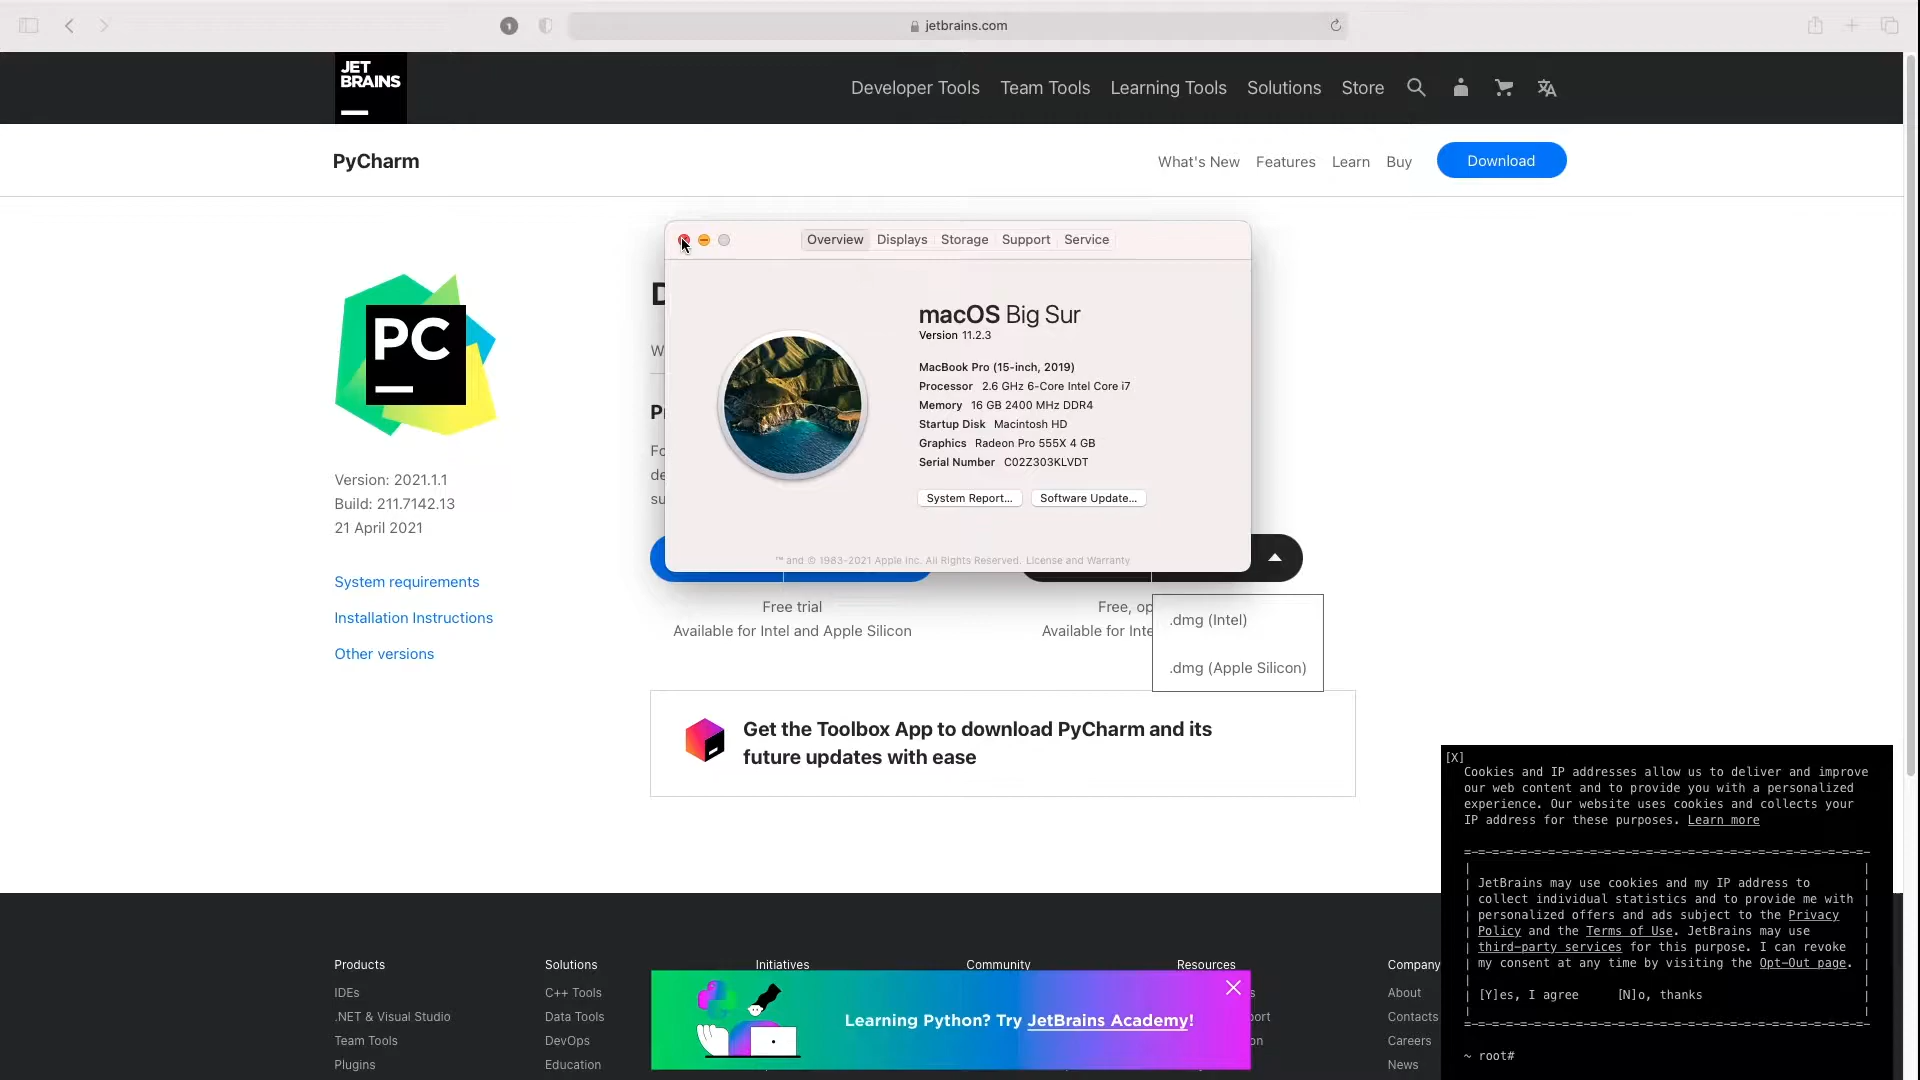 1
jetbrains.com
JET
BRAINS
Developer Tools
Team Tools
Learning Tools
Solutions
Store
PyCharm
What's New
Features
Learn
Buy
Download
Overview
Displays
Storage
Support
Service
macOS Big Sur
Version 11.2.3
MacBook Pro (15-inch, 2019)
Processor 2.6 GHz 6-Core Intel Core i7
Memory 16 GB 2400 MHz DDR4
Startup Disk Macintosh HD
Graphics Radeon Pro 555X 4 GB
Serial Number C02Z303KLVDT
System Report...
Software Update...
™ and © 1983-2021 Apple Inc. All Rights Reserved. License and Warranty
PC
Version: 2021.1.1
Build: 211.7142.13
21 April 2021
System requirements
Installation Instructions
Other versions
Free trial
Available for Intel and Apple Silicon
Free, op
Available for Inte
.dmg (Intel)
.dmg (Apple Silicon)
Get the Toolbox App to download PyCharm and its
future updates with ease
[X]
Cookies and IP addresses allow us to deliver and improve
our web content and to provide you with a personalized
experience. Our website uses cookies and collects your
IP address for these purposes. Learn more
JetBrains may use cookies and my IP address to
collect individual statistics and to provide me with
personalized offers and ads subject to the Privacy
Policy and the Terms of Use. JetBrains may use
third-party services for this purpose. I can revoke
my consent at any time by visiting the Opt-Out page.
[Y]es, I agree [N]o, thanks
~ root#
Products
IDEs
.NET & Visual Studio
Team Tools
Plugins
Solutions
C++ Tools
Data Tools
DevOps
Education
Initiatives
Community
Resources
Company
About
Contacts
Careers
News
Learning Python? Try JetBrains Academy!